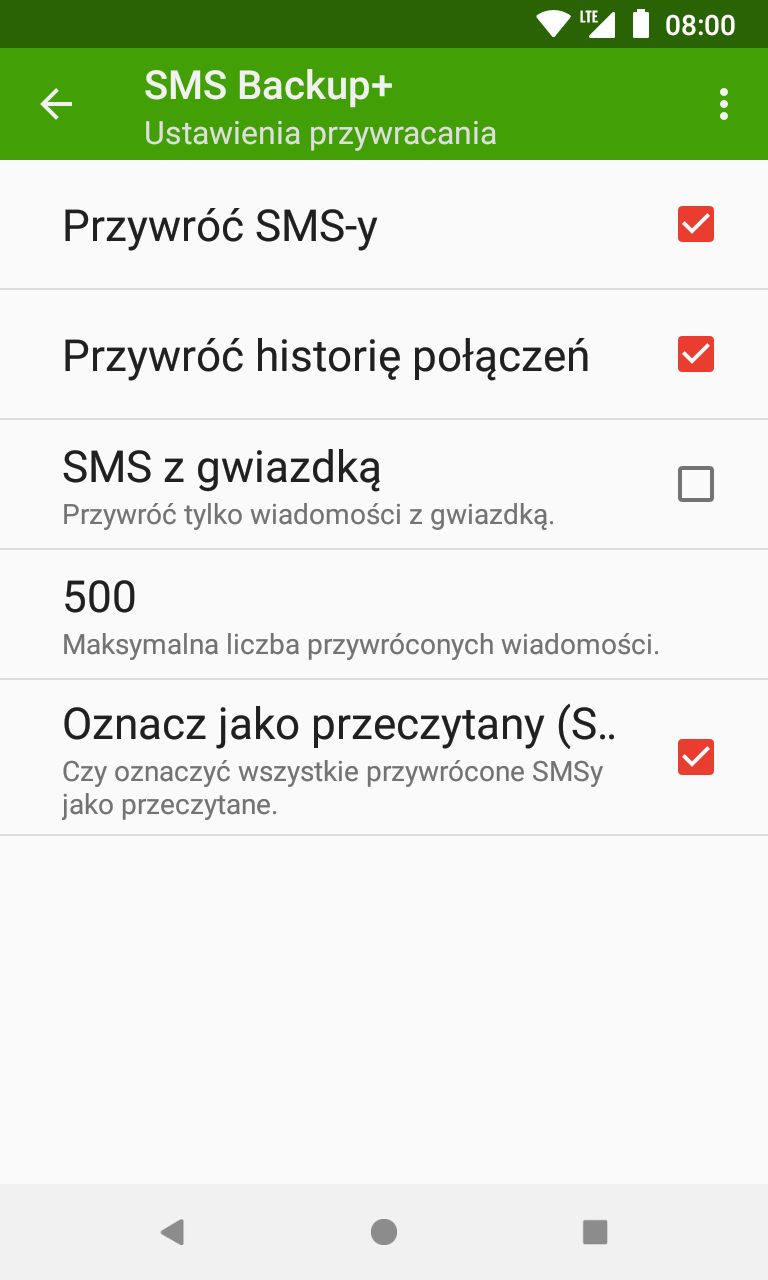 LTE 08:00
SMS Backup+
Ustawienia przywracania
Przywróć SMS-y
Przywróć historię połączeń
SMS z gwiazdką
Przywróć tylko wiadomości z gwiazdką.
500
Maksymalna liczba przywróconych wiadomości.
Oznacz jako przeczytany (S..
Czy oznaczyć wszystkie przywrócone SMSy
jako przeczytane.